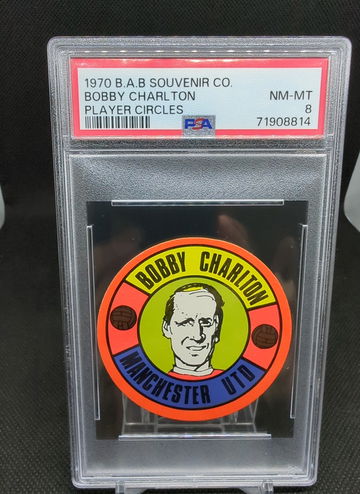 1970 B.A.B SOUVENIR CO.
BOBBY CHARLTON NM-MT
PLAYER CIRCLES 8
PSA 71908814
BOBBY CHARLTON
MANCHESTER UTD